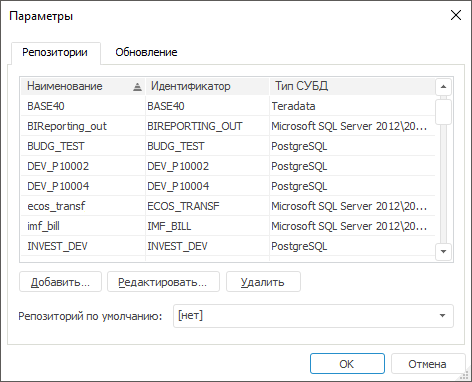 Параметры
Репозитории Обновление
Наименование Идентификатор Тип СУБД
BASE40 BASE40 Teradata
BIReporting_out BIREPORTING_OUT Microsoft SQL Server 2012\20...
BUDG_TEST BUDG_TEST PostgreSQL
DEV_P10002 DEV_P10002 PostgreSQL
DEV_P10004 DEV_P10004 PostgreSQL
ecos_transf ECOS_TRANSF Microsoft SQL Server 2012\20...
imf_bill IMF_BILL Microsoft SQL Server 2012\20...
INVEST_DEV INVEST_DEV PostgreSQL
Добавить... Редактировать... Удалить
Репозиторий по умолчанию: [нет]
OK Отмена